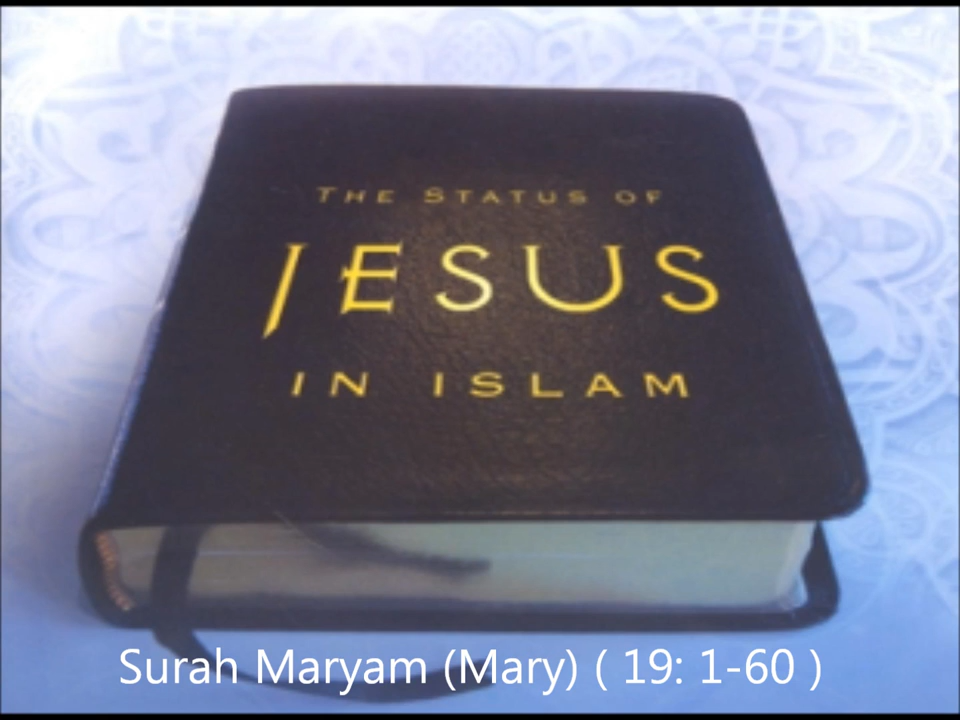 THE STATUS OF
JESUS
IN ISLAM
Surah Maryam (Mary) ( 19: 1-60 )